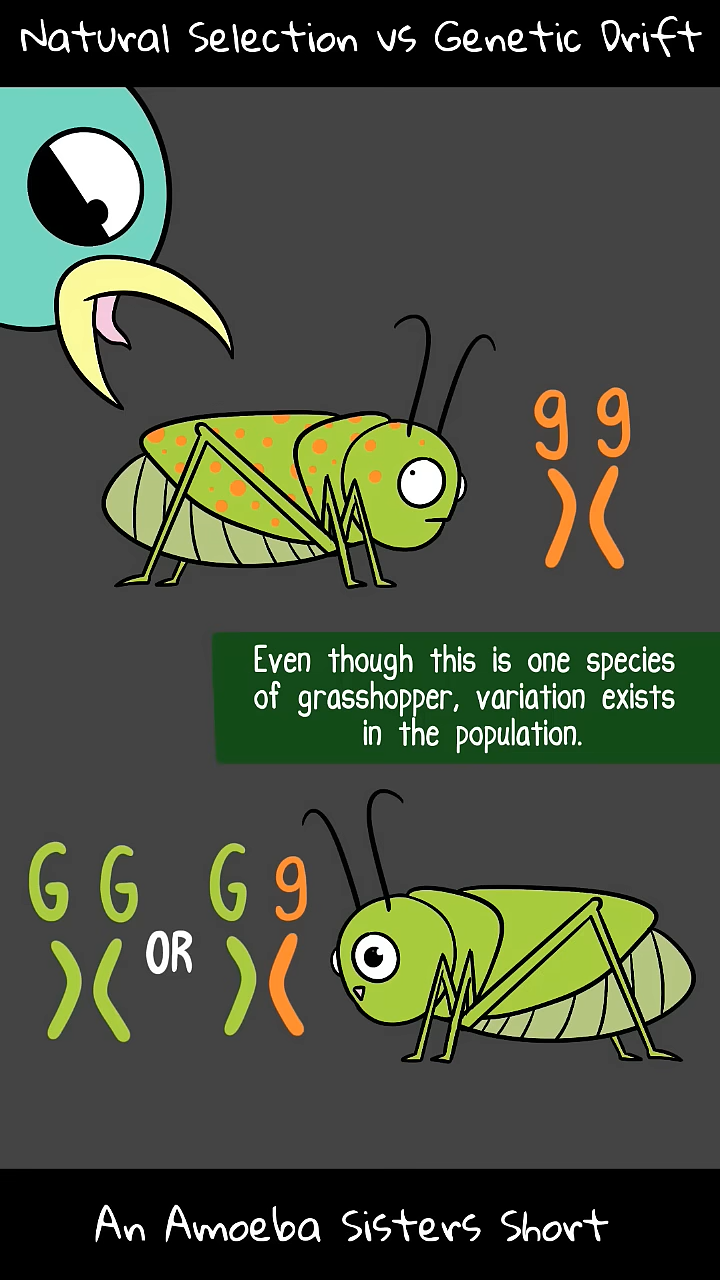 Natural Selection vs Genetic Drift
g g
Even though this is one species
of grasshopper, variation exists
in the population.
G G OR G g
An Amoeba Sisters Short